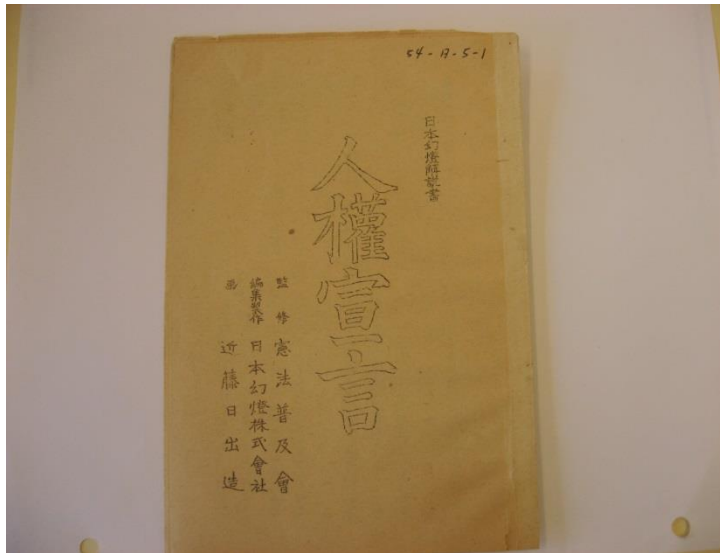 54-A-5-1
日本幻燈解説書
人權宣言
監修 憲法普及會
編集製作 日本幻燈株式會社
画 近藤日出造